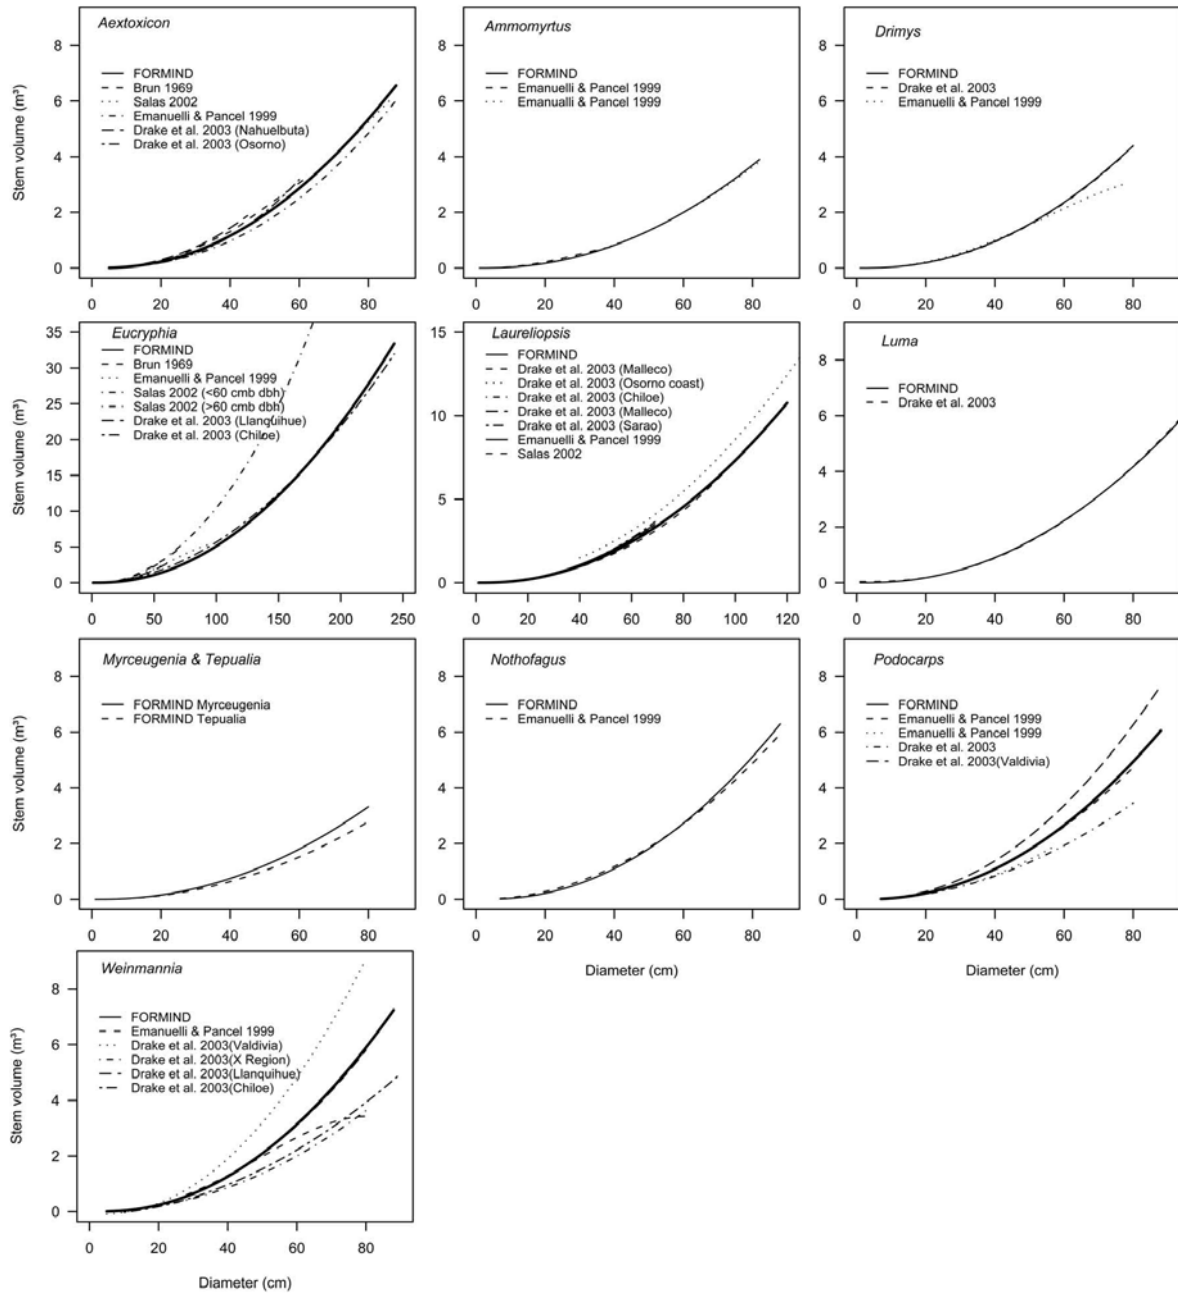 Aextoxicon
FORMIND
Brun 1969
Salas 2002
Emanuelli & Pancel 1999
Drake et al. 2003 (Nahuelbuta)
Drake et al. 2003 (Osorno)
Stem volume (m³)
8
6
4
2
0
0 20 40 60 80
Ammomyrtus
FORMIND
Emanuelli & Pancel 1999
Emanualli & Pancel 1999
8
6
4
2
0
0 20 40 60 80
Drimys
FORMIND
Drake et al. 2003
Emanuelli & Pancel 1999
8
6
4
2
0
0 20 40 60 80
Eucryphia
FORMIND
Brun 1969
Emanuelli & Pancel 1999
Salas 2002 (<60 cmb dbh)
Salas 2002 (>60 cmb dbh)
Drake et al. 2003 (Llanquihue)
Drake et al. 2003 (Chiloe)
Stem volume (m³)
35
30
25
20
15
10
5
0
0 50 100 150 200 250
Laureliopsis
FORMIND
Drake et al. 2003 (Malleco)
Drake et al. 2003 (Osorno coast)
Drake et al. 2003 (Chiloe)
Drake et al. 2003 (Malleco)
Drake et al. 2003 (Sarao)
Emanuelli & Pancel 1999
Salas 2002
15
10
5
0
0 20 40 60 80 100 120
Luma
FORMIND
Drake et al. 2003
8
6
4
2
0
0 20 40 60 80
Myrceugenia & Tepualia
FORMIND Myrceugenia
FORMIND Tepualia
Stem volume (m³)
8
6
4
2
0
0 20 40 60 80
Nothofagus
FORMIND
Emanuelli & Pancel 1999
8
6
4
2
0
0 20 40 60 80
Diameter (cm)
Podocarps
FORMIND
Emanuelli & Pancel 1999
Emanuelli & Pancel 1999
Drake et al. 2003
Drake et al. 2003(Valdivia)
8
6
4
2
0
0 20 40 60 80
Diameter (cm)
Weinmannia
FORMIND
Emanuelli & Pancel 1999
Drake et al. 2003(Valdivia)
Drake et al. 2003(X Region)
Drake et al. 2003(Llanquihue)
Drake et al. 2003(Chiloe)
Stem volume (m³)
8
6
4
2
0
0 20 40 60 80
Diameter (cm)